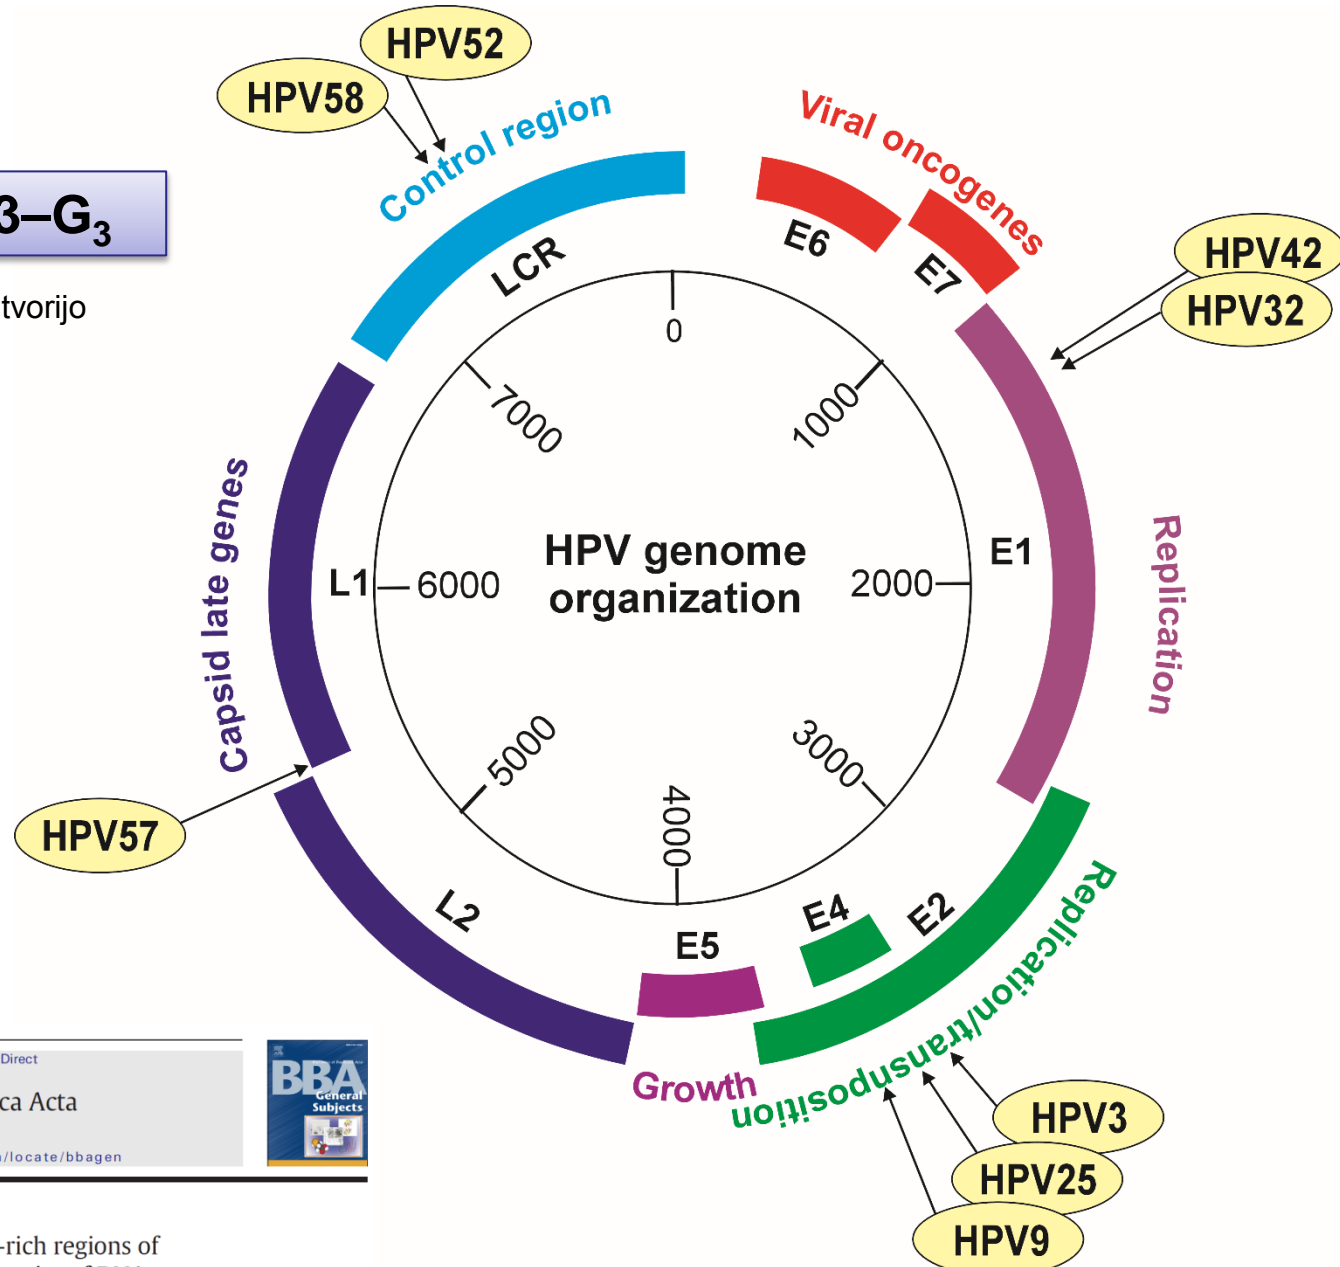 HPV52
HPV58
Control region
Viral oncogenes
3–G3
tvorijo
LCR
E6
E7
HPV42
HPV32
0
1000
7000
HPV genome
organization
2000
E1
Replication
Capsid late genes
L1
6000
5000
3000
4000
HPV57
L2
E5
E4
E2
Growth
Replication/transnposition
HPV3
HPV25
HPV9
Direct
ca Acta
/locate/bbagen
BBA
General
Subjects
-rich regions of